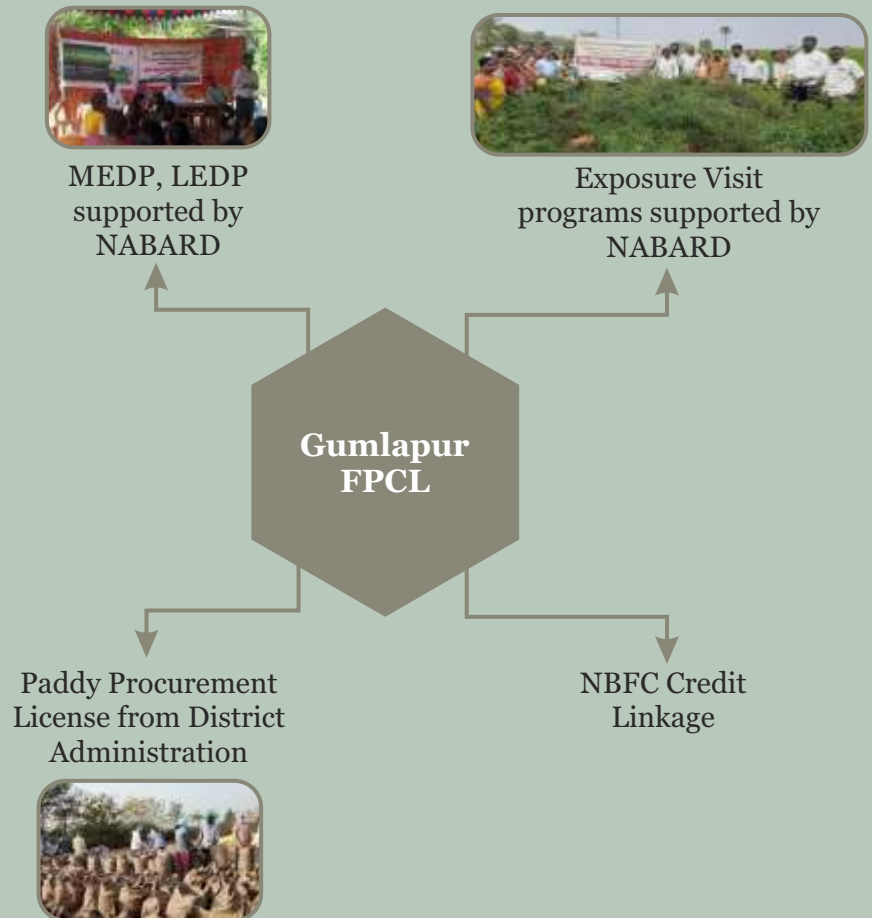 MEDP, LEDP
supported by
NABARD
Exposure Visit
programs supported by
NABARD
Gumlapur
FPCL
Paddy Procurement
License from District
Administration
NBFC Credit
Linkage